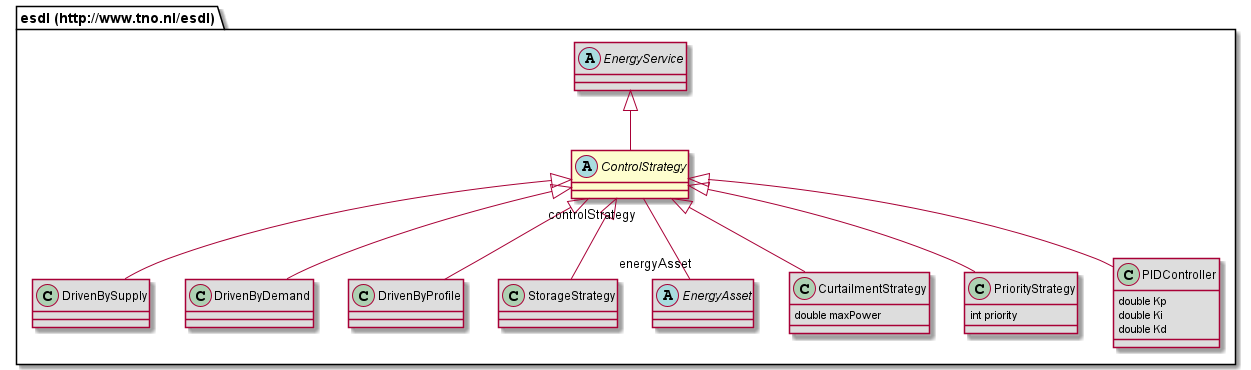 esdl (http://www.tno.nl/esdl)
A EnergyService
A ControlStrategy
controlStrategy
energyAsset
C DrivenBySupply
C DrivenByDemand
C DrivenByProfile
C StorageStrategy
A EnergyAsset
C CurtailmentStrategy
double maxPower
C PriorityStrategy
int priority
C PIDController
double Kp
double Ki
double Kd